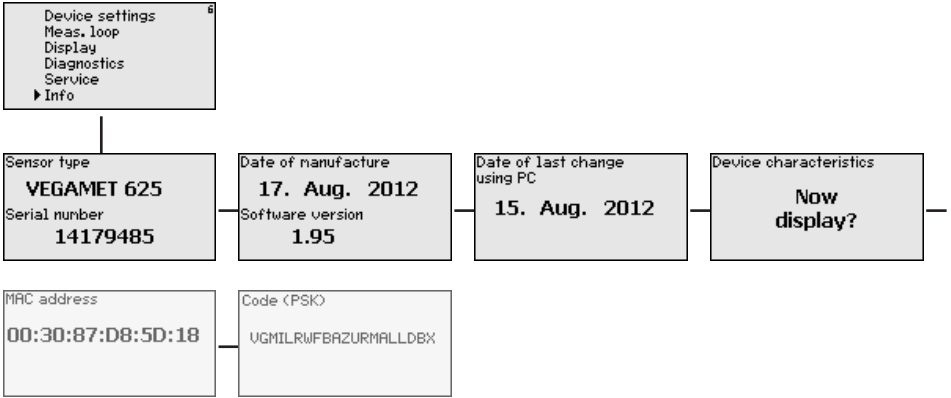 Device settings
6
Meas. loop
Display
Diagnostics
Service
Info
Sensor type
VEGAMET 625
Serial number
14179485
Date of manufacture
17. Aug. 2012
Software version
1.95
Date of last change
using PC
15. Aug. 2012
Device characteristics
Now
display?
MAC address
00:30:87:D8:5D:18
Code (PSK)
VGMILRWFBAZURMALLDBX